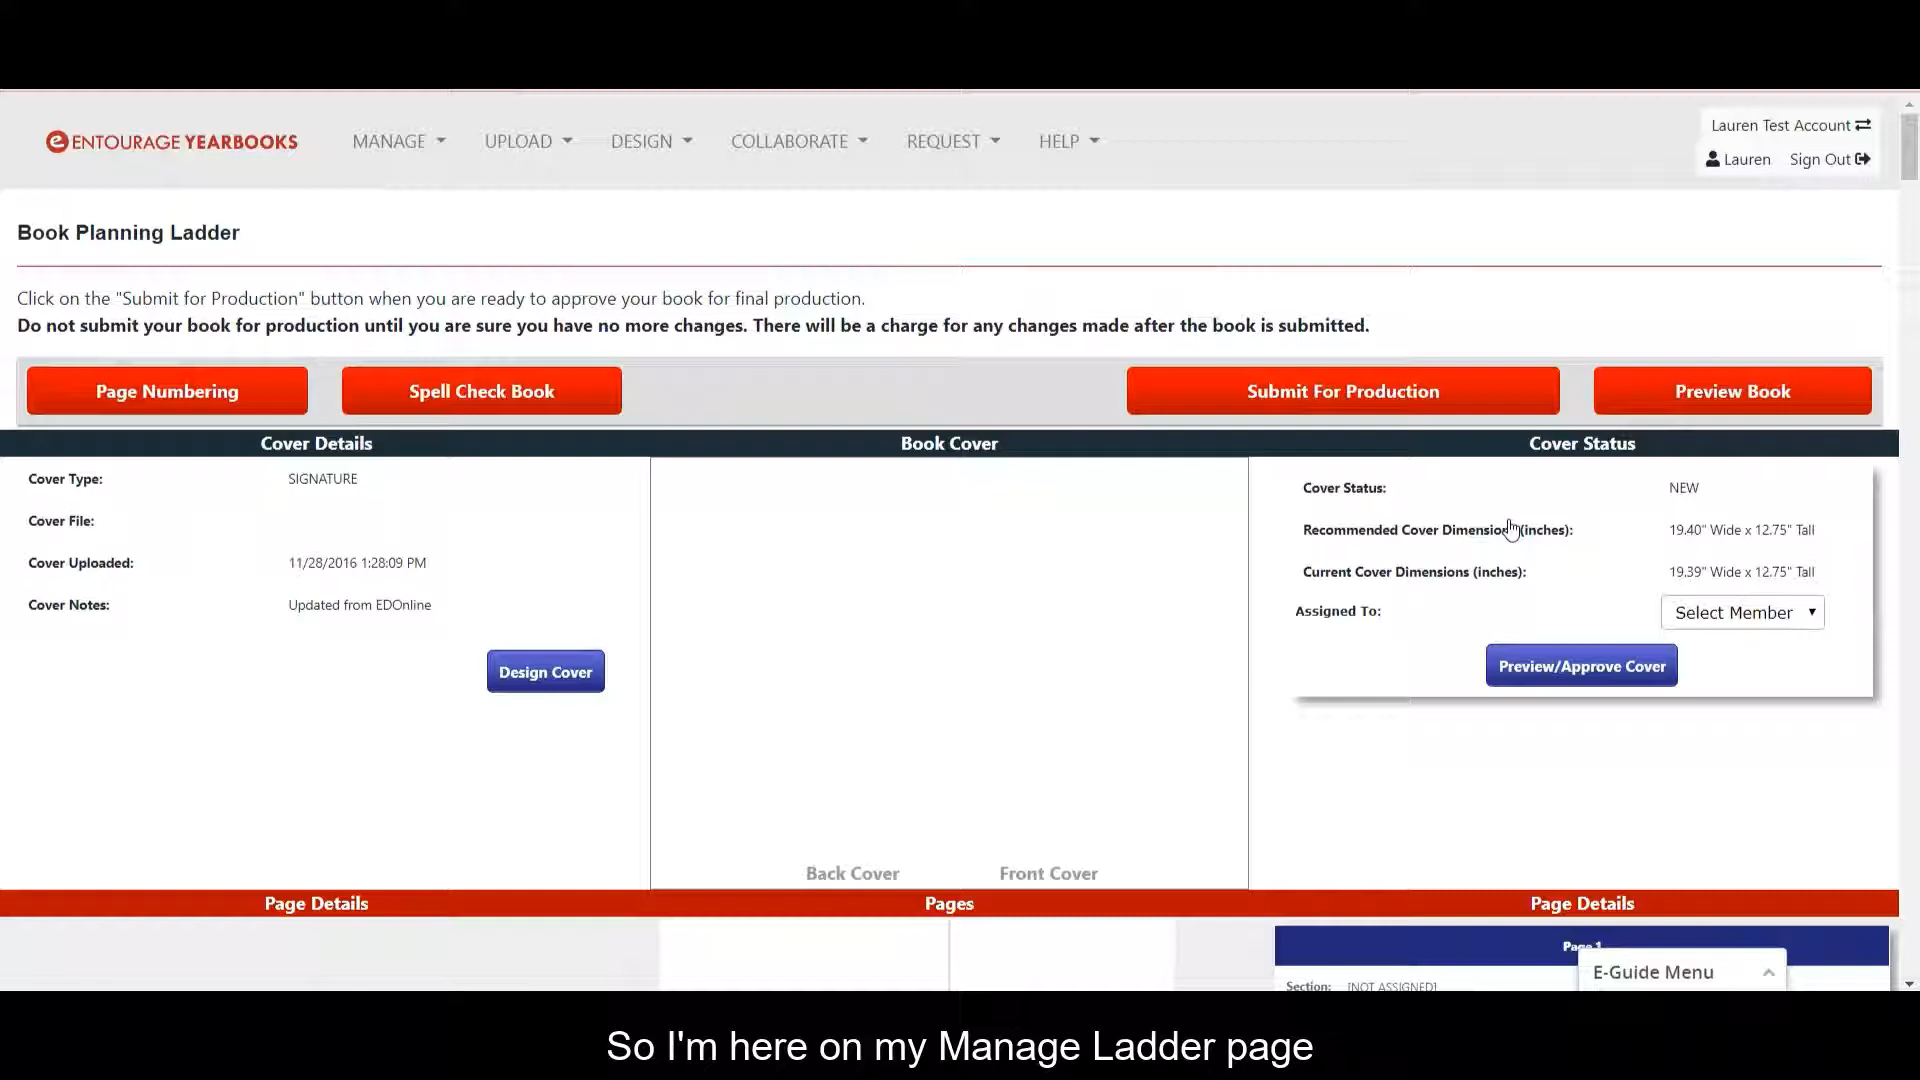 ENTOURAGE YEARBOOKS
MANAGE
UPLOAD
DESIGN
COLLABORATE
REQUEST
HELP
Lauren Test Account
Lauren Sign Out
Book Planning Ladder
Click on the "Submit for Production" button when you are ready to approve your book for final production.
Do not submit your book for production until you are sure you have no more changes. There will be a charge for any changes made after the book is submitted.
Page Numbering
Spell Check Book
Submit For Production
Preview Book
Cover Details
Book Cover
Cover Status
Cover Type: SIGNATURE
Cover File:
Cover Uploaded: 11/28/2016 1:28:09 PM
Cover Notes: Updated from EDOnline
Design Cover
Back Cover
Front Cover
Cover Status: NEW
Recommended Cover Dimensions (inches): 19.40" Wide x 12.75" Tall
Current Cover Dimensions (inches): 19.39" Wide x 12.75" Tall
Assigned To: Select Member
Preview/Approve Cover
Page Details
Pages
Page Details
Page 1
Section: [NOT ASSIGNED]
E-Guide Menu
So I'm here on my Manage Ladder page